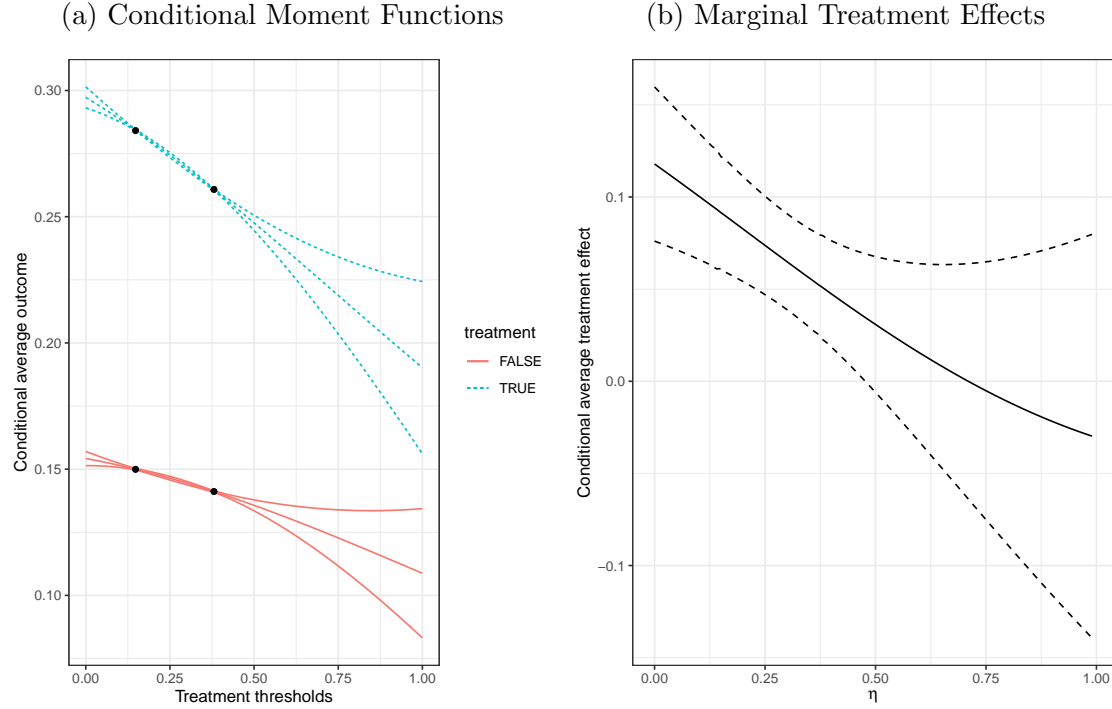 (a) Conditional Moment Functions
0.30
0.25
0.20
0.15
0.10
Conditional average outcome
0.00 0.25 0.50 0.75 1.00
Treatment thresholds
treatment
FALSE
TRUE
(b) Marginal Treatment Effects
0.1
0.0
−0.1
Conditional average treatment effect
0.00 0.25 0.50 0.75 1.00
η